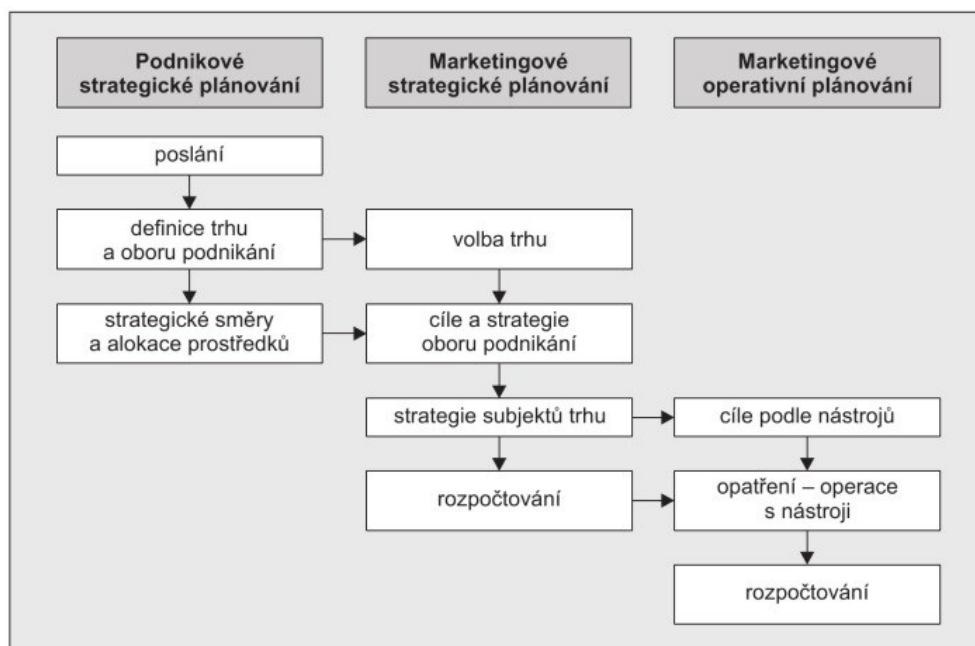 Podnikové
strategické plánování
Marketingové
strategické plánování
Marketingové
operativní plánování
poslání
definice trhu
a oboru podnikání
volba trhu
strategické směry
a alokace prostředků
cíle a strategie
oboru podnikání
strategie subjektů trhu
cíle podle nástrojů
rozpočtování
opatření – operace
s nástroji
rozpočtování